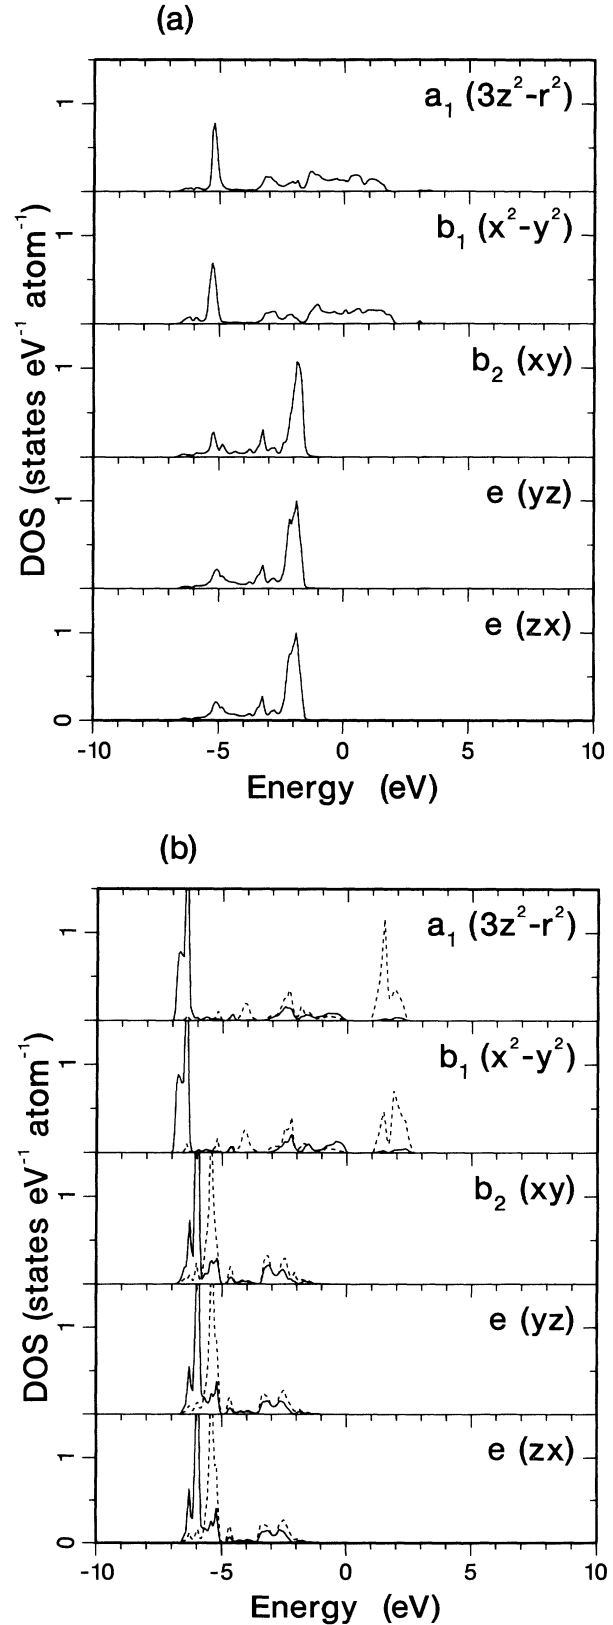 (a)
DOS (states eV⁻¹ atom⁻¹)
1
a₁ (3z²-r²)
1
b₁ (x²-y²)
1
b₂ (xy)
1
e (yz)
1
e (zx)
0
-10 -5 0 5 10
Energy (eV)
(b)
DOS (states eV⁻¹ atom⁻¹)
1
a₁ (3z²-r²)
1
b₁ (x²-y²)
1
b₂ (xy)
1
e (yz)
1
e (zx)
0
-10 -5 0 5 10
Energy (eV)